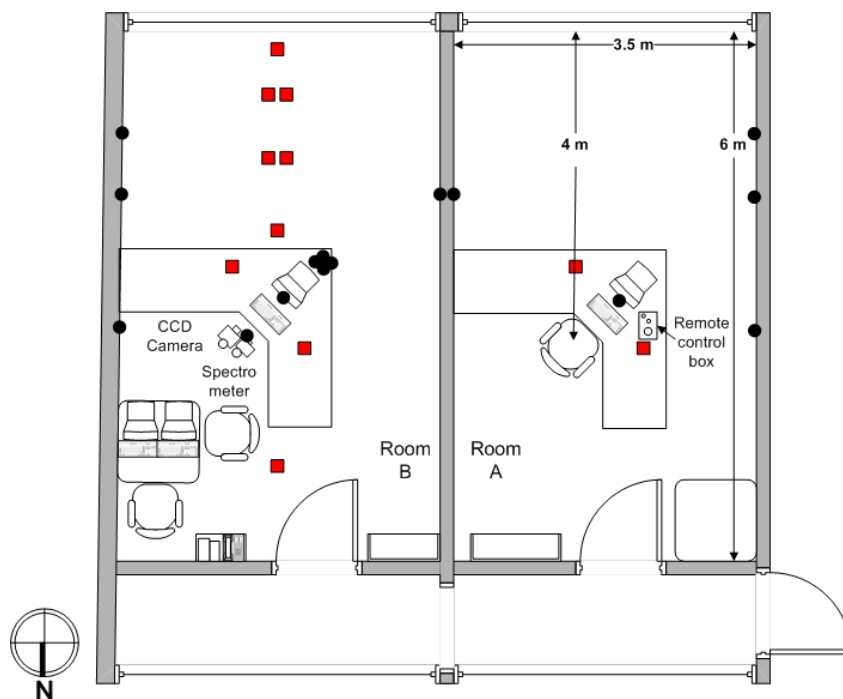 3.5 m
4 m
6 m
CCD
Camera
Spectro
meter
Remote
control
box
Room
B
Room
A
N